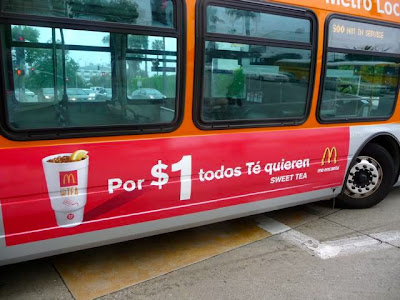 Metro Loc
500 Not In Service
Por $1 todos Té quieren
SWEET TEA